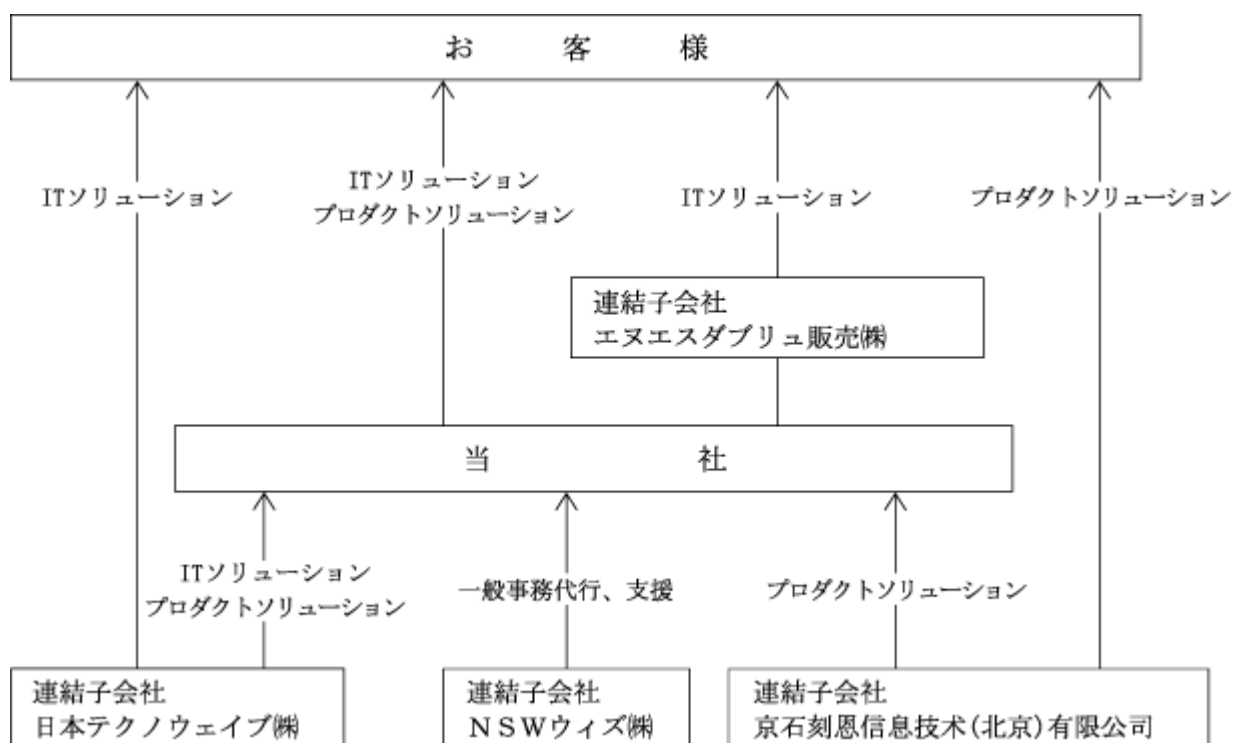 お客様
ITソリューション
ITソリューション
プロダクトソリューション
ITソリューション
プロダクトソリューション
連結子会社
エヌエスダブリュ販売㈱
当社
ITソリューション
プロダクトソリューション
一般事務代行、支援
プロダクトソリューション
連結子会社
日本テクノウェイブ㈱
連結子会社
NSWウィズ㈱
連結子会社
京石刻恩信息技术(北京)有限公司